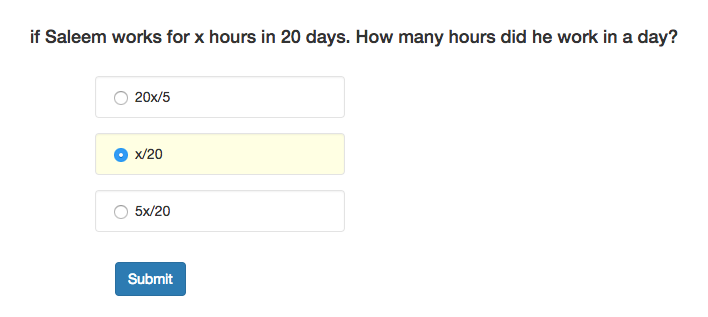 if Saleem works for x hours in 20 days. How many hours did he work in a day?
20x/5
x/20
5x/20
Submit